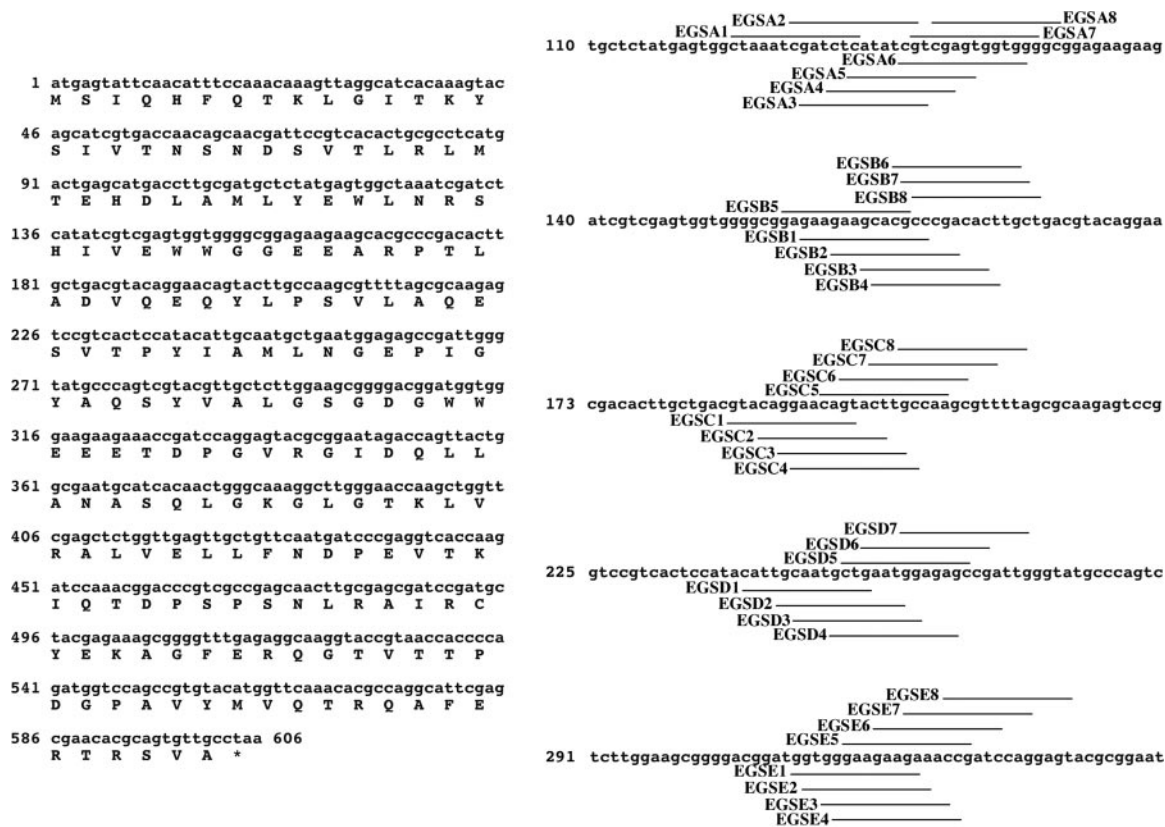 1 atgagtattcaacatttccaaacaaagttaggcatcacaaagtac
M S I Q H F Q T K L G I T K Y
46 agcatcgtgaccaacagcaacgattccgtcacactgcgcctcatg
S I V T N S N D S V T L R L M
91 actgagcatgaccttgcgatgctctatgagtggctaaatcgatct
T E H D L A M L Y E W L N R S
136 catatcgtcgagtggtggggcggagaagaagcacgcccgacactt
H I V E W W G G E E A R P T L
181 gctgacgtacaggaacagtacttgccaagcgttttagcgcaagag
A D V Q E Q Y L P S V L A Q E
226 tccgtcactccatacattgcaatgctgaatggagagccgattggg
S V T P Y I A M L N G E P I G
271 tatgcccagtcgtacgttgctcttggaagcggggacggatggtgg
Y A Q S Y V A L G S G D G W W
316 gaagaagaaaccgatccaggagtacgcggaatagaccagttactg
E E E T D P G V R G I D Q L L
361 gcgaatgcatcacaactgggcaaaggcttgggaaccaagctggtt
A N A S Q L G K G L G T K L V
406 cgagctctggttgagttgctgttcaatgatcccgaggtcaccaag
R A L V E L L F N D P E V T K
451 atccaaacggacccgtcgccgagcaacttgcgagcgatccgatgc
I Q T D P S P S N L R A I R C
496 tacgagaaagcggggtttgagaggcaaggtaccgtaaccacccca
Y E K A G F E R Q G T V T T P
541 gatggtccagccgtgtacatggttcaaacacgccaggcattcgag
D G P A V Y M V Q T R Q A F E
586 cgaacacgcagtgttgcctaa 606
R T R S V A *
EGSA2 EGSA8
EGSA1 EGSA7
110 tgctctatgagtggctaaatcgatctcatatcgtcgagtggtggggcggagaagaag
EGSA6
EGSA5
EGSA4
EGSA3
EGSB6
EGSB7
EGSB8
EGSB5
140 atcgtcgagtggtggggcggagaagaagcacgcccgacacttgctgacgtacaggaa
EGSB1
EGSB2
EGSB3
EGSB4
EGSC8
EGSC7
EGSC6
EGSC5
173 cgacacttgctgacgtacaggaacagtacttgccaagcgttttagcgcaagagtccg
EGSC1
EGSC2
EGSC3
EGSC4
EGSD7
EGSD6
EGSD5
225 gtccgtcactccatacattgcaatgctgaatggagagccgattgggtatgcccagtc
EGSD1
EGSD2
EGSD3
EGSD4
EGSE8
EGSE7
EGSE6
EGSE5
291 tcttggaagcggggacggatggtgggaagaagaaaccgatccaggagtacgcggaat
EGSE1
EGSE2
EGSE3
EGSE4